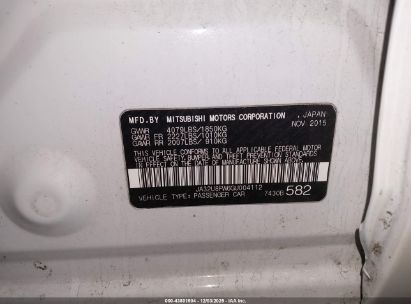 MFD.BY MITSUBISHI MOTORS CORPORATION , JAPAN
NOV 2015
GVWR 4079LBS/1850KG
GAWR FR 2227LBS/1010KG
GAWR RR 2007LBS/ 910KG
THIS VEHICLE CONFORMS TO ALL APPLICABLE FEDERAL MOTOR
VEHICLE SAFETY, BUMPER, AND THEFT PREVENTION STANDARDS
IN EFFECT ON THE DATE OF MANUFACTURE SHOWN ABOVE.
JA32U8FW6GU004112
VEHICLE TYPE: PASSENGER CAR 7430B 582